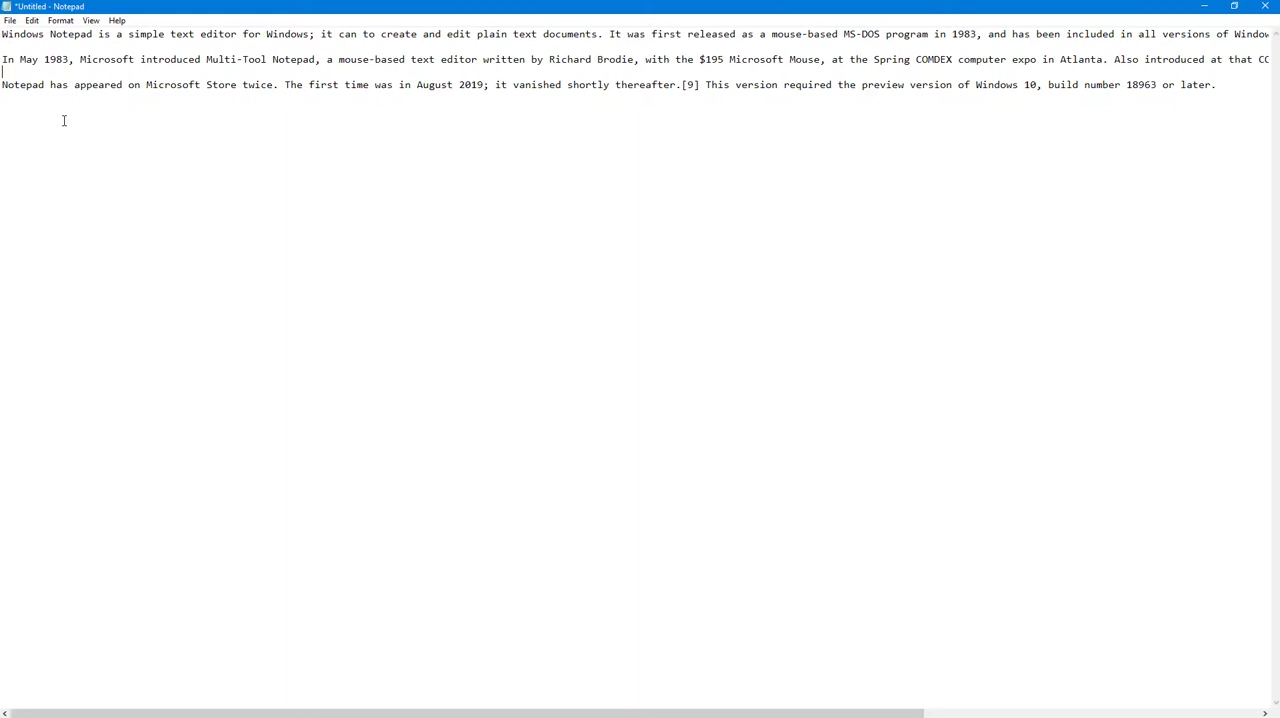 *Untitled - Notepad
File Edit Format View Help
Windows Notepad is a simple text editor for Windows; it can to create and edit plain text documents. It was first released as a mouse-based MS-DOS program in 1983, and has been included in all versions of Window
In May 1983, Microsoft introduced Multi-Tool Notepad, a mouse-based text editor written by Richard Brodie, with the $195 Microsoft Mouse, at the Spring COMDEX computer expo in Atlanta. Also introduced at that CO
Notepad has appeared on Microsoft Store twice. The first time was in August 2019; it vanished shortly thereafter.[9] This version required the preview version of Windows 10, build number 18963 or later.